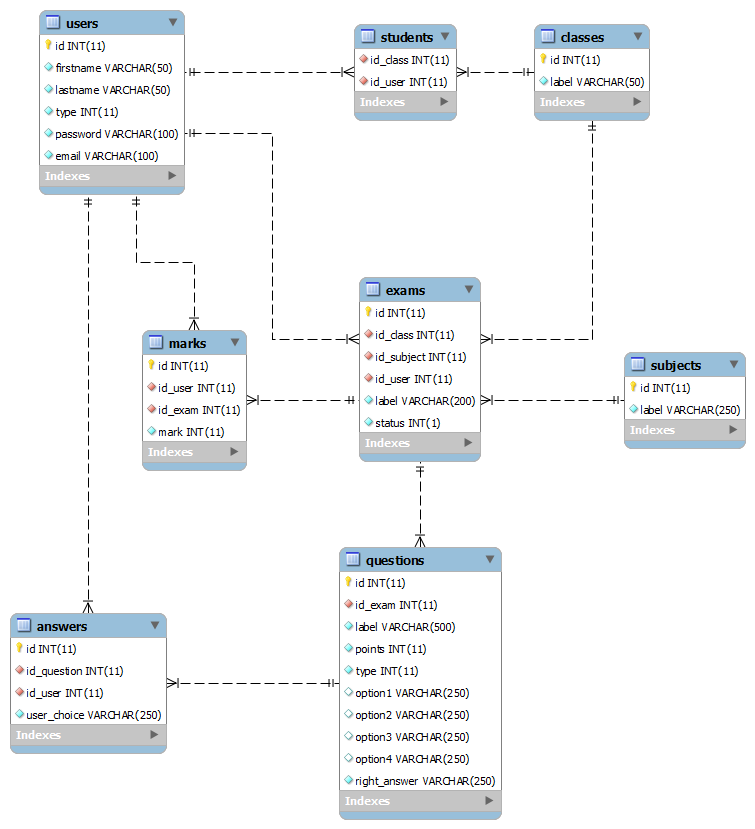 users
id INT(11)
firstname VARCHAR(50)
lastname VARCHAR(50)
type INT(11)
password VARCHAR(100)
email VARCHAR(100)
Indexes
students
id_class INT(11)
id_user INT(11)
Indexes
classes
id INT(11)
label VARCHAR(50)
Indexes
exams
id INT(11)
id_class INT(11)
id_subject INT(11)
id_user INT(11)
label VARCHAR(200)
status INT(1)
Indexes
marks
id INT(11)
id_user INT(11)
id_exam INT(11)
mark INT(11)
Indexes
subjects
id INT(11)
label VARCHAR(250)
Indexes
questions
id INT(11)
id_exam INT(11)
label VARCHAR(500)
points INT(11)
type INT(11)
option1 VARCHAR(250)
option2 VARCHAR(250)
option3 VARCHAR(250)
option4 VARCHAR(250)
right_answer VARCHAR(250)
Indexes
answers
id INT(11)
id_question INT(11)
id_user INT(11)
user_choice VARCHAR(250)
Indexes